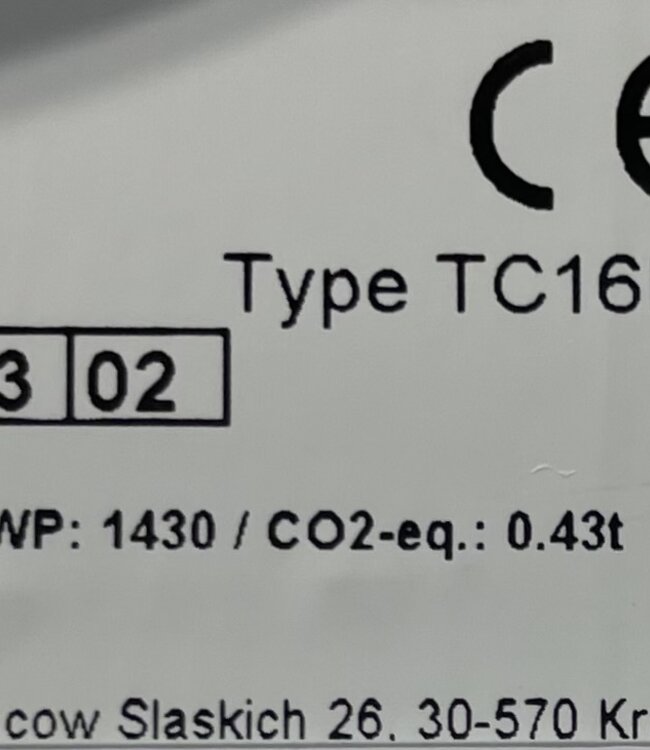 CE
Type TC16
3 02
WP: 1430 / CO2-eq.: 0.43t
cow Slaskich 26. 30-570 Kr